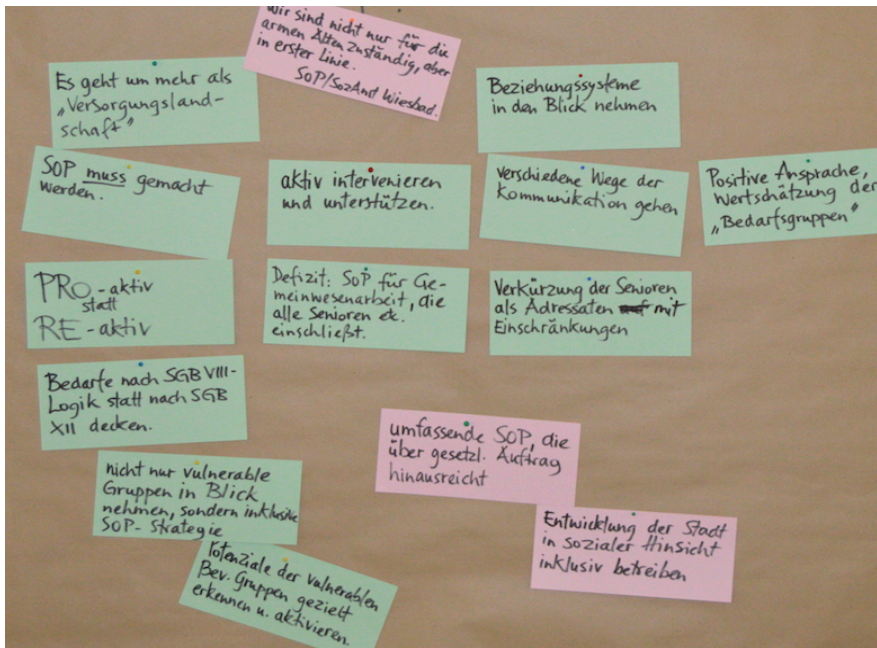 Wir sind nicht nur für die
armen Alten zuständig, aber
in erster Linie.
SoP/SozAmt Wiesbad.
Es geht um mehr als
„Versorgungsland-
schaft"
Beziehungssysteme
in den Blick nehmen
SOP muss gemacht
werden.
aktiv intervenieren
und unterstützen.
verschiedene Wege der
Kommunikation gehen
Positive Ansprache,
Wertschätzung der
„Bedarfsgruppen"
PRO-aktiv
statt
RE-aktiv
Defizit: SoP für Ge-
meinwesenarbeit, die
alle Senioren etc.
einschließt.
Verkürzung der Senioren
als Adressaten mit
Einschränkungen
Bedarfe nach SGB VIII-
Logik statt nach SGB
XII decken.
umfassende SOP, die
über gesetzl. Auftrag
hinausreicht
nicht nur vulnerable
Gruppen in Blick
nehmen, sondern inklusive
SOP-Strategie
Entwicklung der Stadt
in sozialer Hinsicht
inklusiv betreiben
Potenziale der vulnerablen
Bev. Gruppen gezielt
erkennen u. aktivieren.